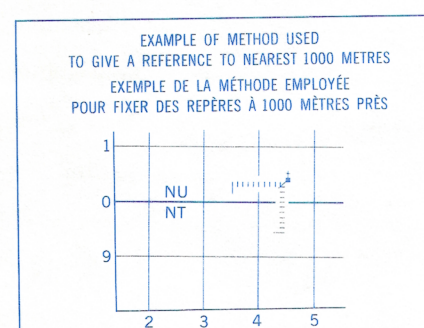 EXAMPLE OF METHOD USED
TO GIVE A REFERENCE TO NEAREST 1000 METRES
EXEMPLE DE LA MÉTHODE EMPLOYÉE
POUR FIXER DES REPÈRES À 1000 MÈTRES PRÈS
1
NU
0
NT
9
2 3 4 5